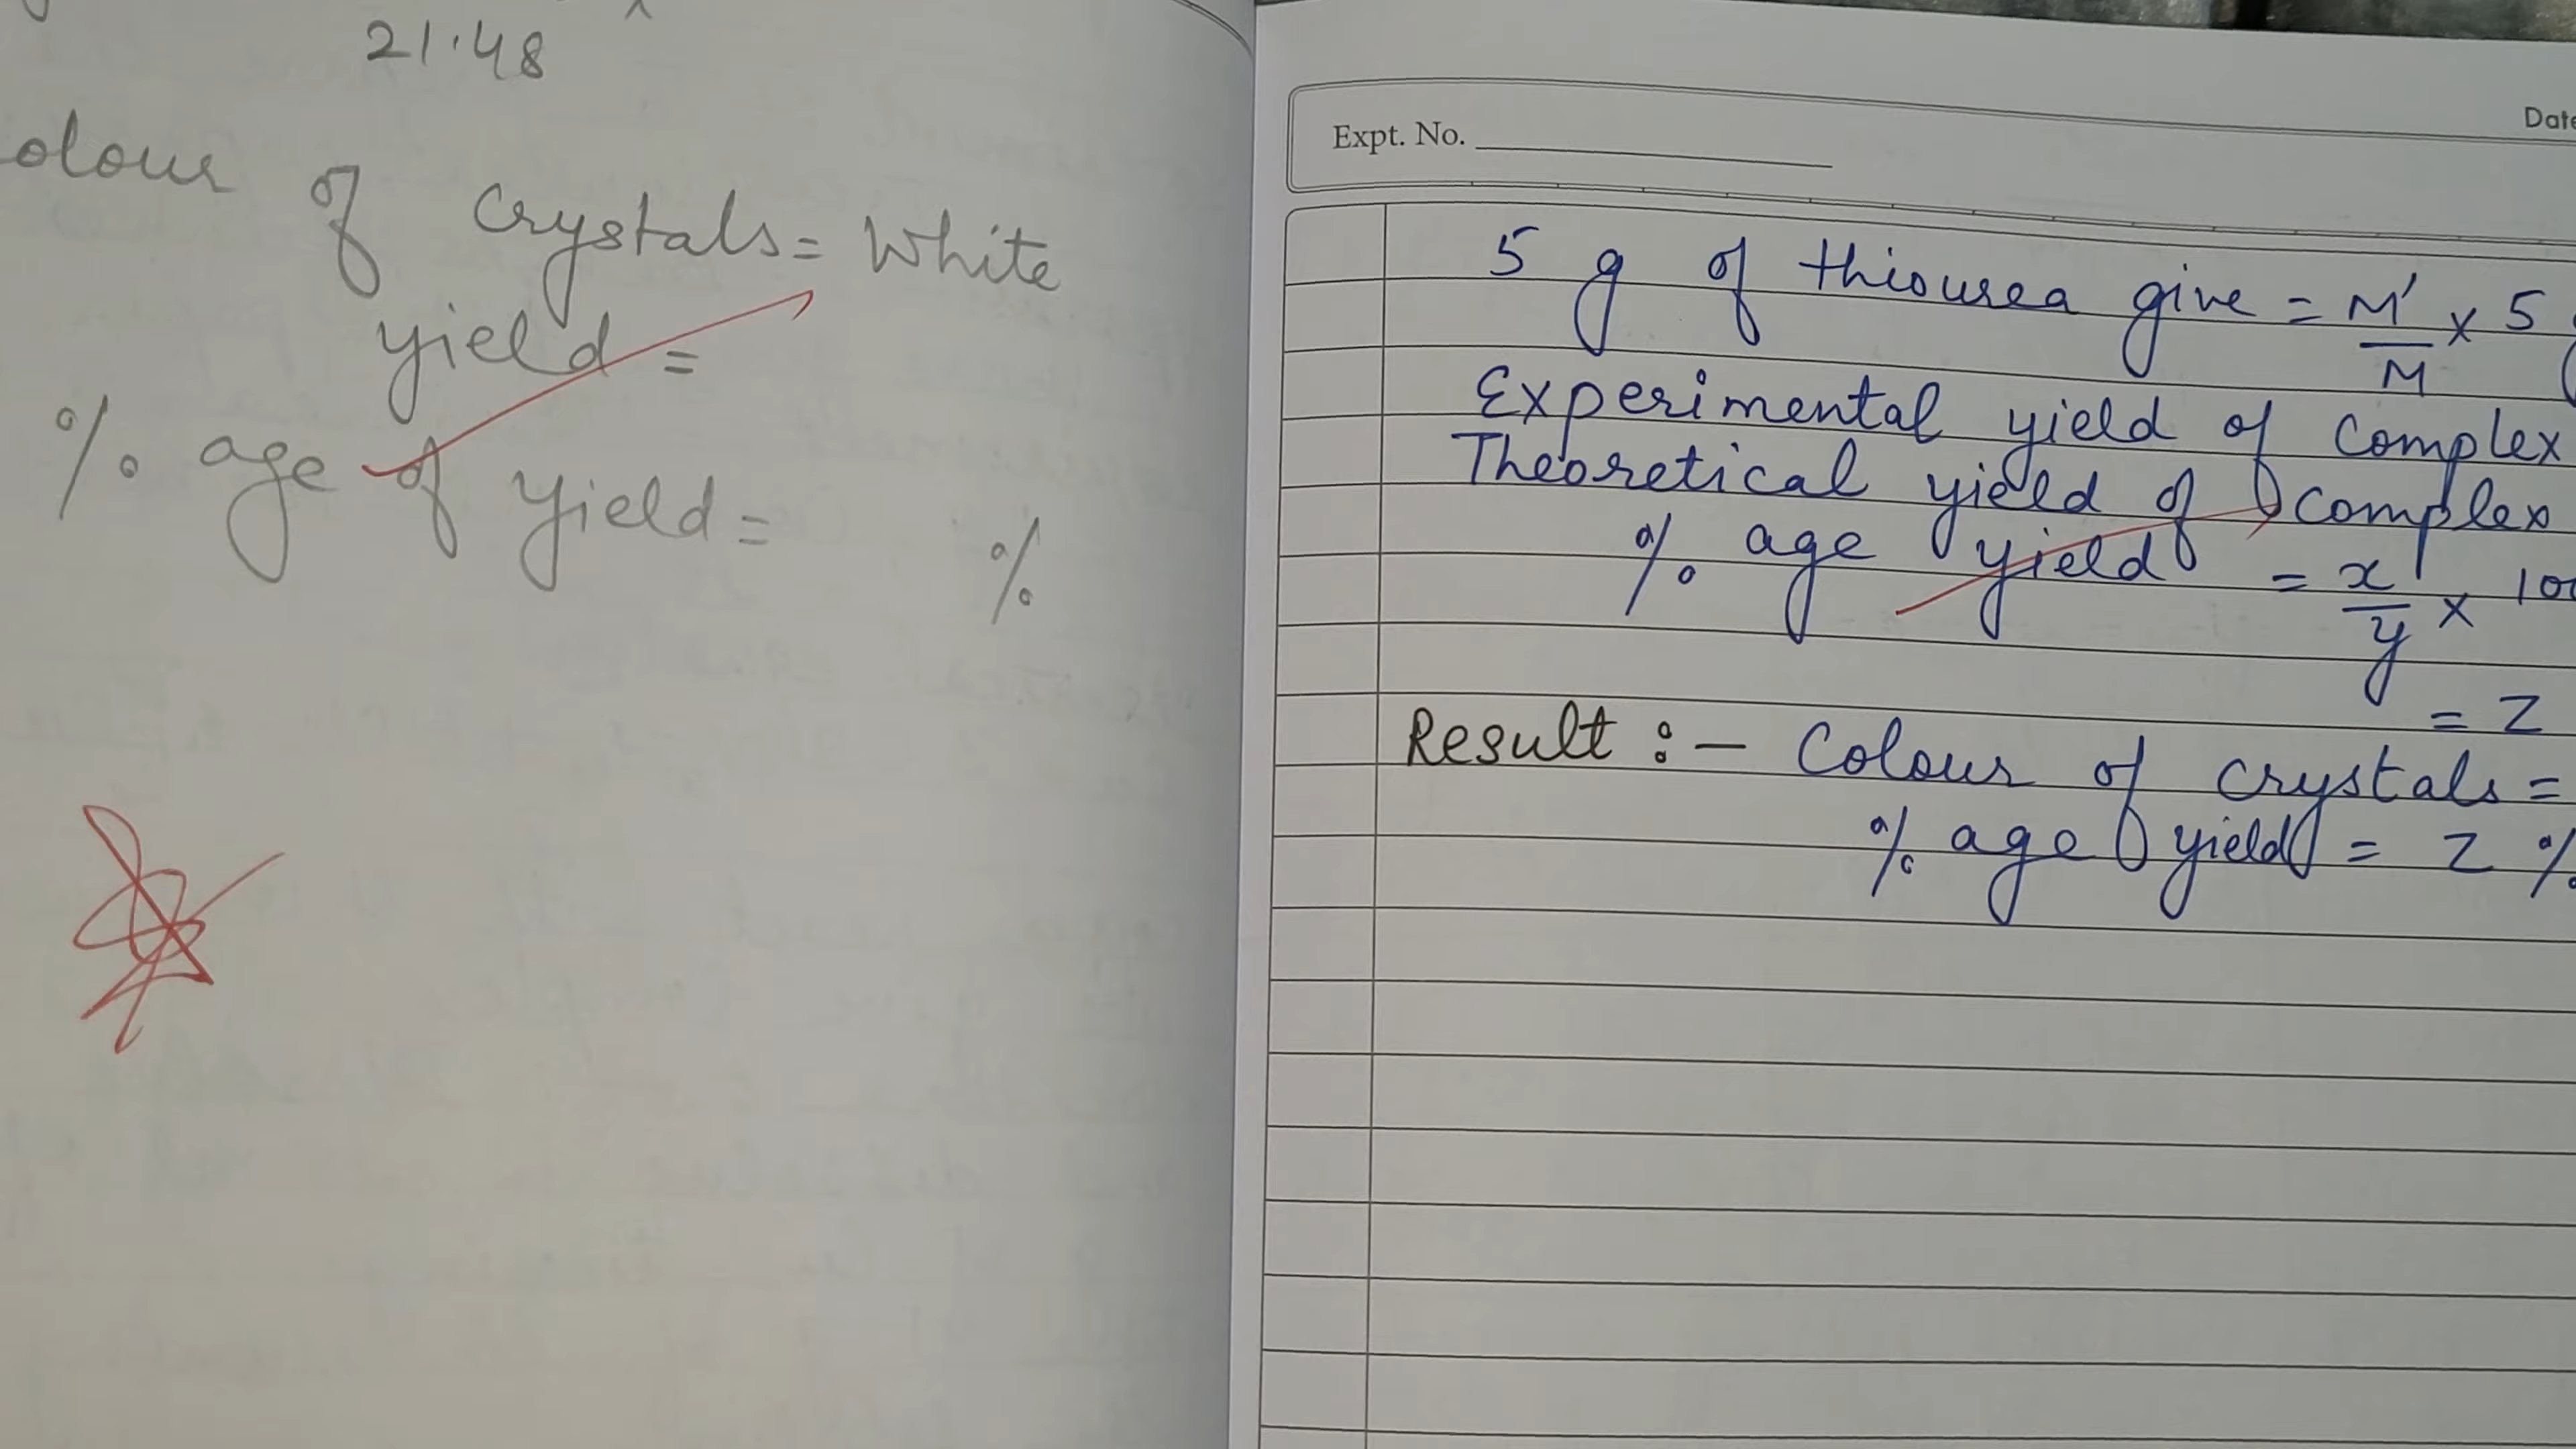 21.48
olour of crystals = White
yield =
% age of yield = %
Expt. No.
Date
5 g of thiourea give = M'/M x 5 g
Experimental yield of complex
Theoretical yield of complex
% age yield = x/y x 100
= Z
Result :- Colour of crystals =
% age yield = Z %